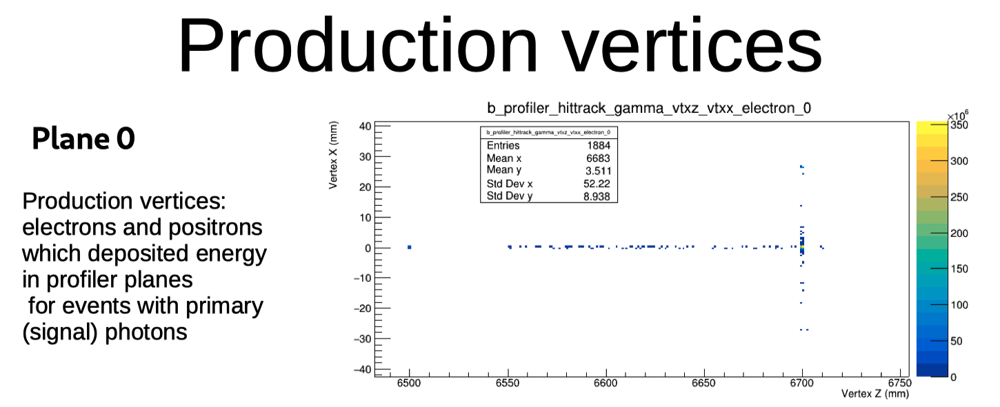 Production vertices
Plane 0
Production vertices:
electrons and positrons
which deposited energy
in profiler planes
for events with primary
(signal) photons
b_profiler_hittrack_gamma_vtxz_vtxx_electron_0
Vertex X (mm)
40
30
20
10
0
−10
−20
−30
−40
b_profiler_hittrack_gamma_vtxz_vtxx_electron_0
Entries 1884
Mean x 6683
Mean y 3.511
Std Dev x 52.22
Std Dev y 8.938
6500 6550 6600 6650 6700 6750
Vertex Z (mm)
×10⁶
350
300
250
200
150
100
50
0